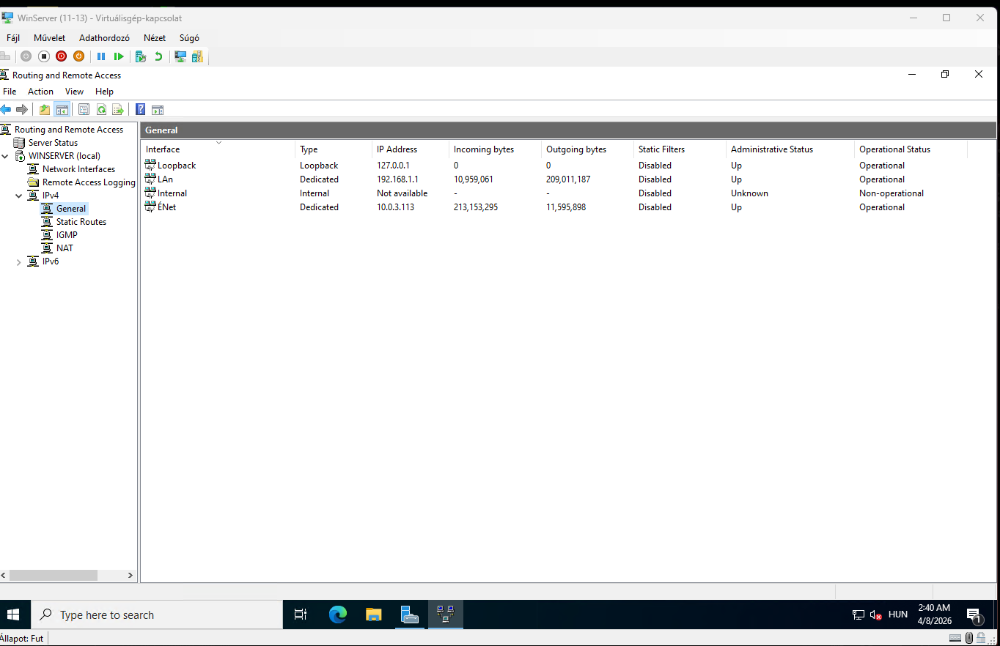 WinServer (11-13) - Virtuálisgép-kapcsolat
Fájl Művelet Adathordozó Nézet Súgó
Routing and Remote Access
File Action View Help
Routing and Remote Access
Server Status
WINSERVER (local)
Network Interfaces
Remote Access Logging
IPv4
General
Static Routes
IGMP
NAT
IPv6
General
Interface Type IP Address Incoming bytes Outgoing bytes Static Filters Administrative Status Operational Status
Loopback Loopback 127.0.0.1 0 0 Disabled Up Operational
LAn Dedicated 192.168.1.1 10,959,061 209,011,187 Disabled Up Operational
Internal Internal Not available - - Disabled Unknown Non-operational
ÉNet Dedicated 10.0.3.113 213,153,295 11,595,898 Disabled Up Operational
Type here to search
HUN
2:40 AM
4/8/2026
1
Állapot: Fut